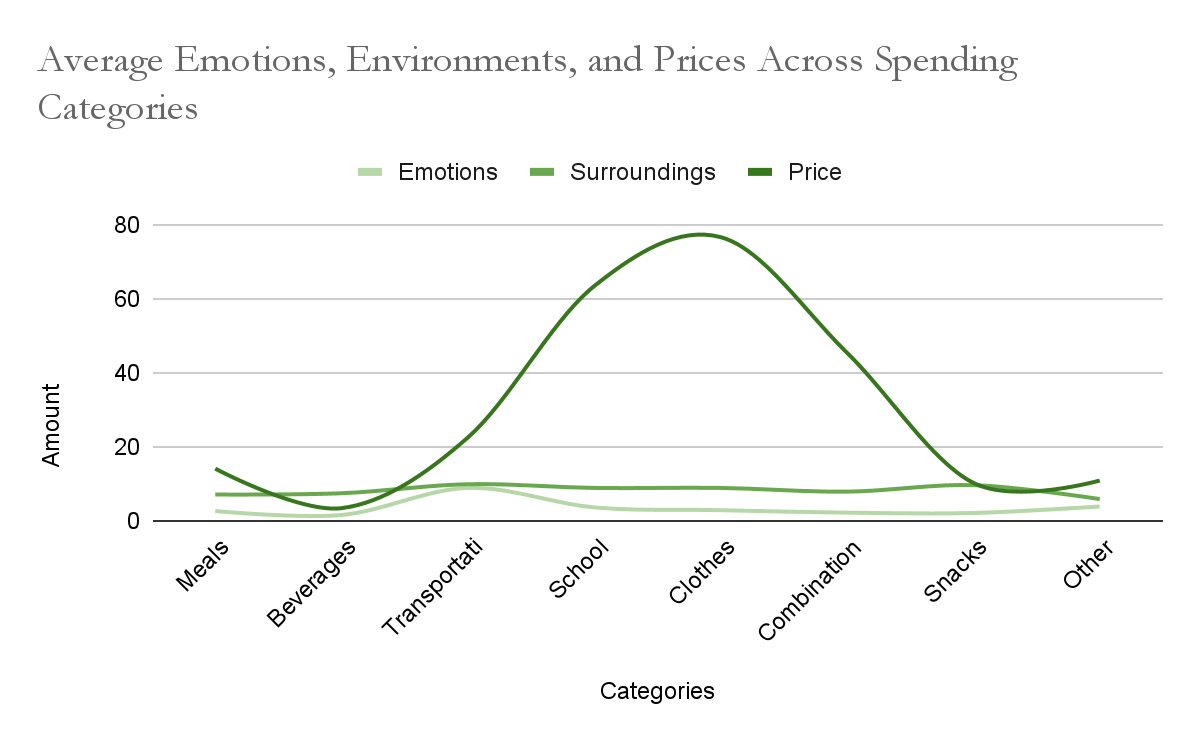 Average Emotions, Environments, and Prices Across Spending
Categories
Emotions
Surroundings
Price
80
60
40
20
0
Amount
Meals
Beverages
Transportati
School
Clothes
Combination
Snacks
Other
Categories